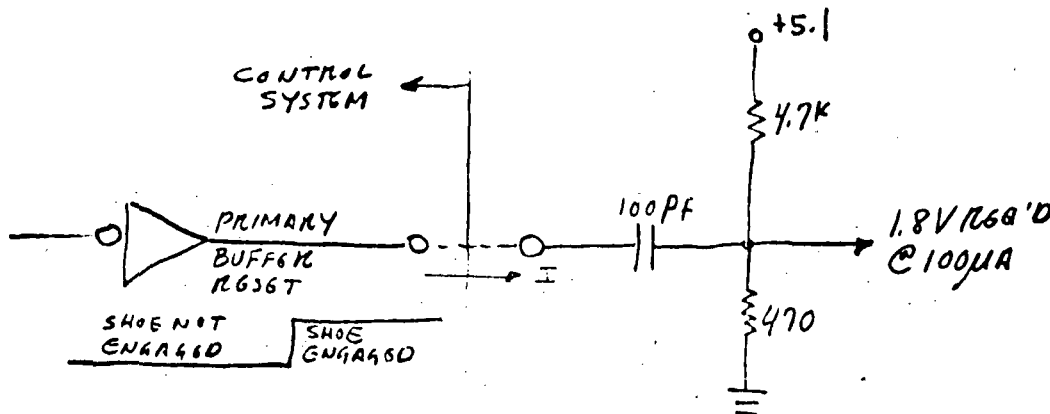 +5.1
CONTROL
SYSTEM
4.7K
100PF
PRIMARY
BUFFER
RESET
I
1.8V REQ'D
@ 100µA
SHOE NOT
ENGAGED
SHOE
ENGAGED
470